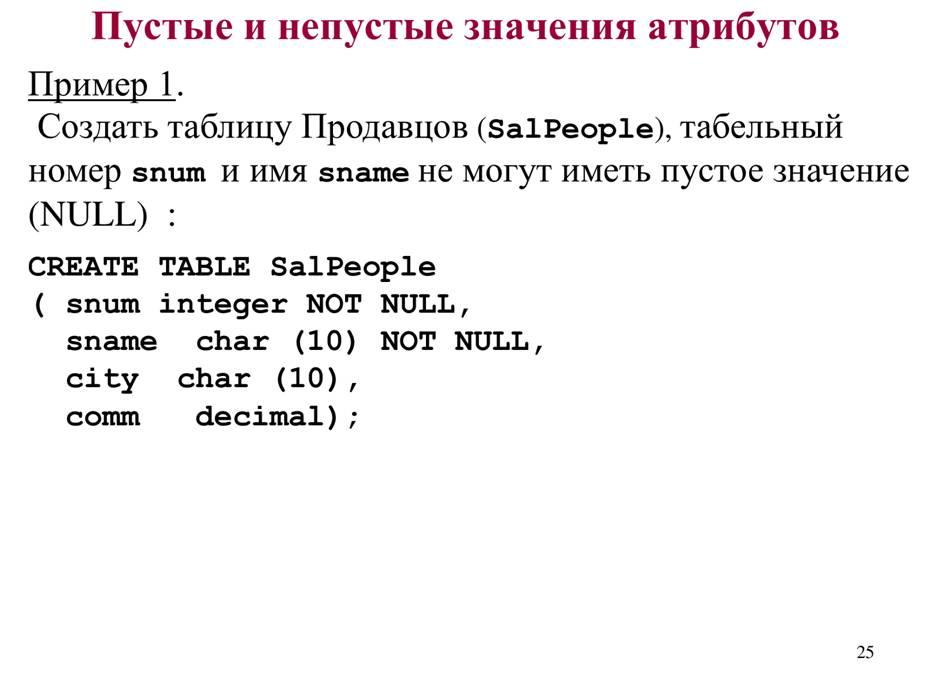 Пустые и непустые значения атрибутов
Пример 1.
Создать таблицу Продавцов (SalPeople), табельный
номер snum и имя sname не могут иметь пустое значение
(NULL) :
CREATE TABLE SalPeople
( snum integer NOT NULL,
sname char (10) NOT NULL,
city char (10),
comm decimal);
25